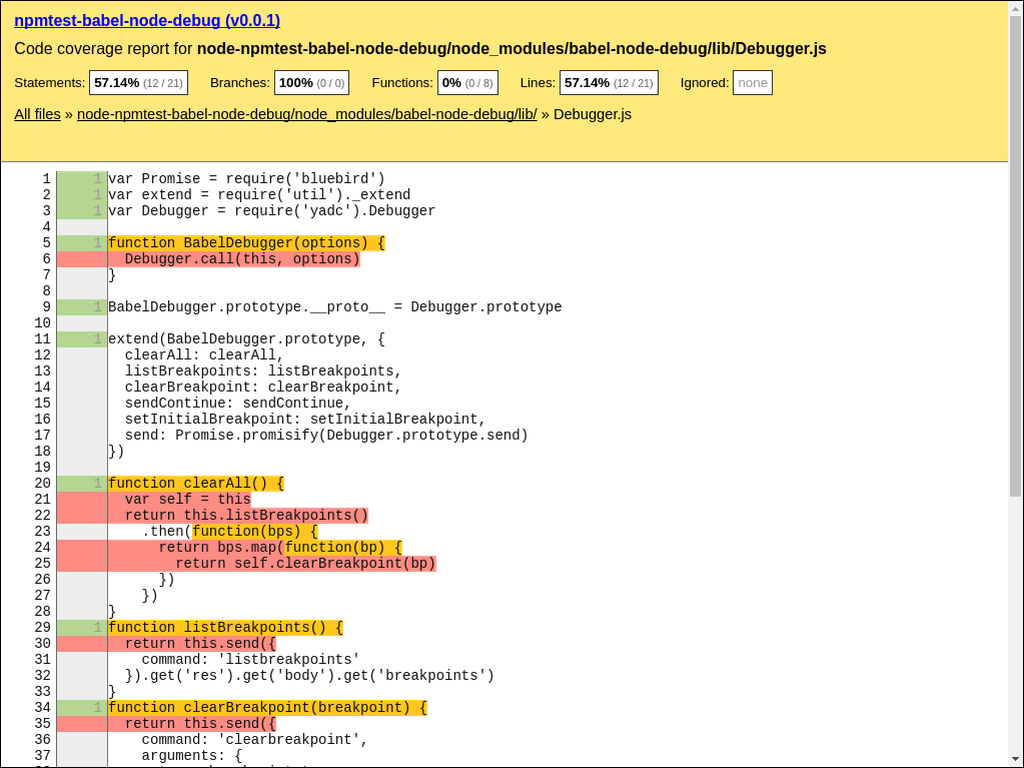 npmtest-babel-node-debug (v0.0.1)
Code coverage report for node-npmtest-babel-node-debug/node_modules/babel-node-debug/lib/Debugger.js
Statements: 57.14% (12 / 21) Branches: 100% (0 / 0) Functions: 0% (0 / 8) Lines: 57.14% (12 / 21) Ignored: none
All files » node-npmtest-babel-node-debug/node_modules/babel-node-debug/lib/ » Debugger.js
1 1 var Promise = require('bluebird')
2 1 var extend = require('util')._extend
3 1 var Debugger = require('yadc').Debugger
4
5 1 function BabelDebugger(options) {
6 Debugger.call(this, options)
7 }
8
9 1 BabelDebugger.prototype.__proto__ = Debugger.prototype
10
11 1 extend(BabelDebugger.prototype, {
12 clearAll: clearAll,
13 listBreakpoints: listBreakpoints,
14 clearBreakpoint: clearBreakpoint,
15 sendContinue: sendContinue,
16 setInitialBreakpoint: setInitialBreakpoint,
17 send: Promise.promisify(Debugger.prototype.send)
18 })
19
20 1 function clearAll() {
21 var self = this
22 return this.listBreakpoints()
23 .then(function(bps) {
24 return bps.map(function(bp) {
25 return self.clearBreakpoint(bp)
26 })
27 })
28 }
29 1 function listBreakpoints() {
30 return this.send({
31 command: 'listbreakpoints'
32 }).get('res').get('body').get('breakpoints')
33 }
34 1 function clearBreakpoint(breakpoint) {
35 return this.send({
36 command: 'clearbreakpoint',
37 arguments: {